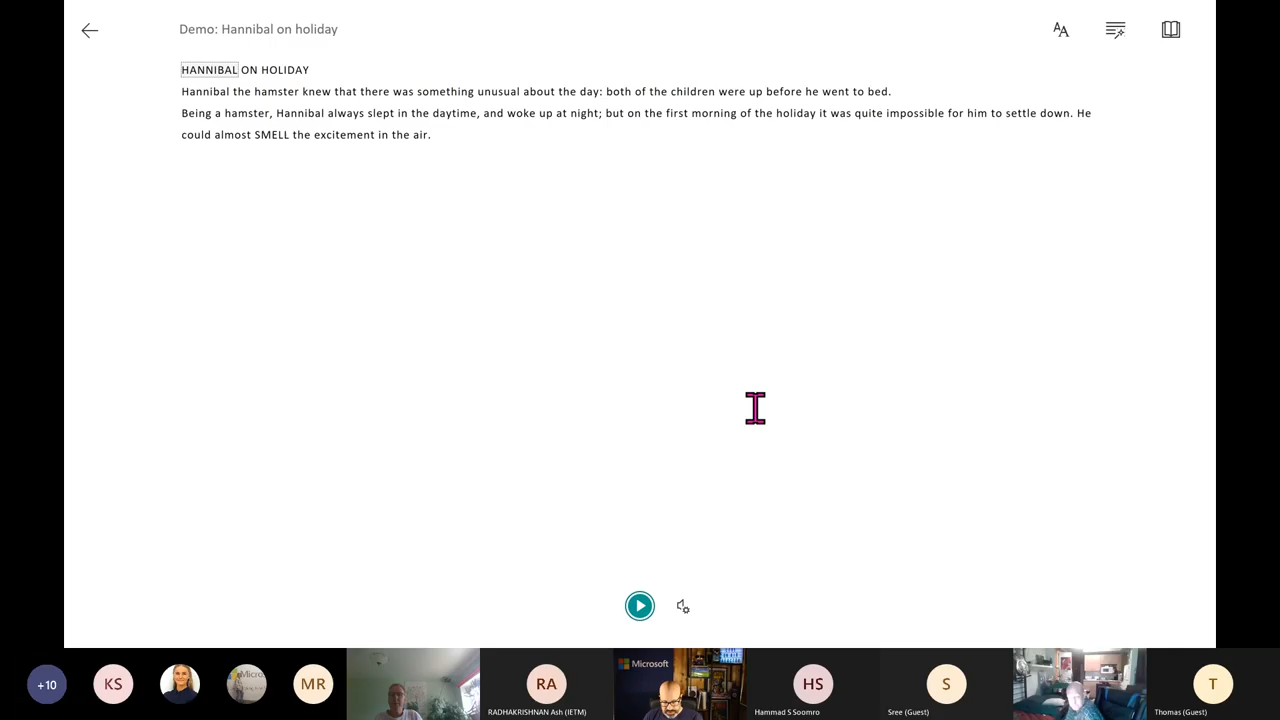 Demo: Hannibal on holiday
HANNIBAL ON HOLIDAY
Hannibal the hamster knew that there was something unusual about the day: both of the children were up before he went to bed.
Being a hamster, Hannibal always slept in the daytime, and woke up at night; but on the first morning of the holiday it was quite impossible for him to settle down. He
could almost SMELL the excitement in the air.
+10
KS
Micro
MR
RA
RADHAKRISHNAN Ash (IETM)
Microsoft
HS
Hammad S Soomro
S
Sree (Guest)
T
Thomas (Guest)